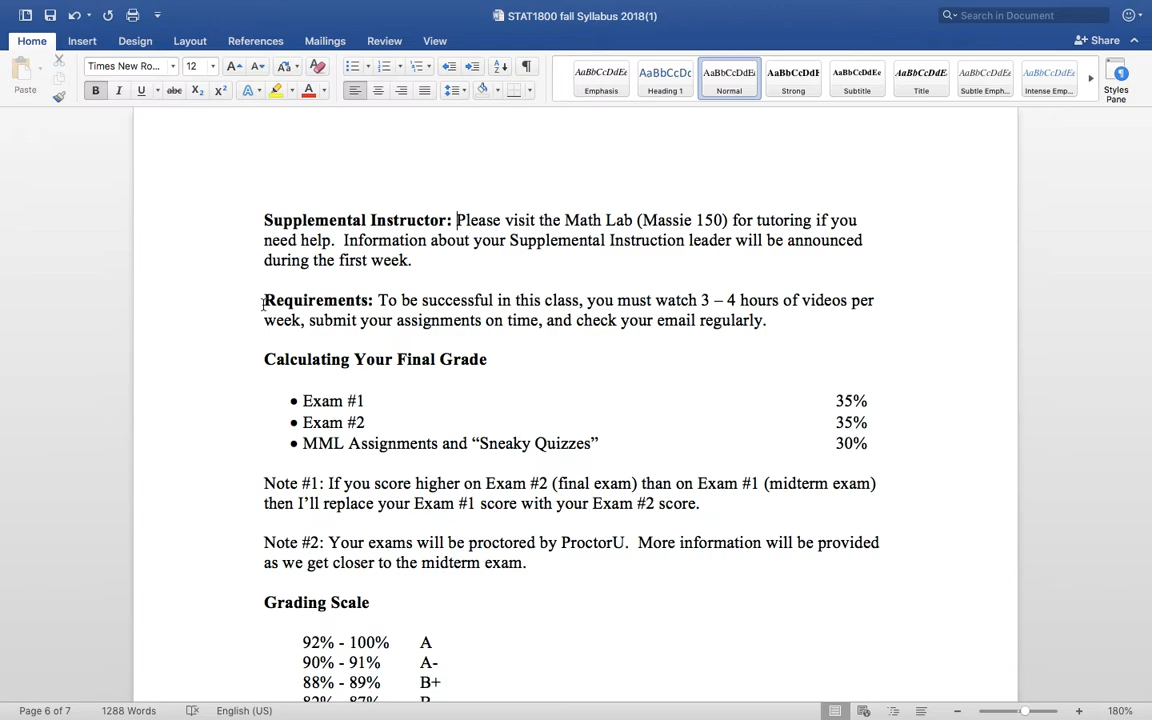 STAT1800 fall Syllabus 2018(1)
Search in Document
Home Insert Design Layout References Mailings Review View
Share
Paste
Times New Ro... 12
B I U abc X₂ X² A A
AaBbCcDdEe AaBbCcDc AaBbCcDdEe AaBbCcDdE AaBbCcDdEe AaBbCcDdE AaBbCcDdEe AaBbCcDdEe
Emphasis Heading 1 Normal Strong Subtitle Title Subtle Emph... Intense Emp...
Styles
Pane
Supplemental Instructor: Please visit the Math Lab (Massie 150) for tutoring if you
need help.  Information about your Supplemental Instruction leader will be announced
during the first week.
Requirements: To be successful in this class, you must watch 3 – 4 hours of videos per
week, submit your assignments on time, and check your email regularly.
Calculating Your Final Grade
• Exam #1 35%
• Exam #2 35%
• MML Assignments and “Sneaky Quizzes” 30%
Note #1: If you score higher on Exam #2 (final exam) than on Exam #1 (midterm exam)
then I’ll replace your Exam #1 score with your Exam #2 score.
Note #2: Your exams will be proctored by ProctorU.  More information will be provided
as we get closer to the midterm exam.
Grading Scale
92% - 100% A
90% - 91% A-
88% - 89% B+
Page 6 of 7 1288 Words English (US) 180%